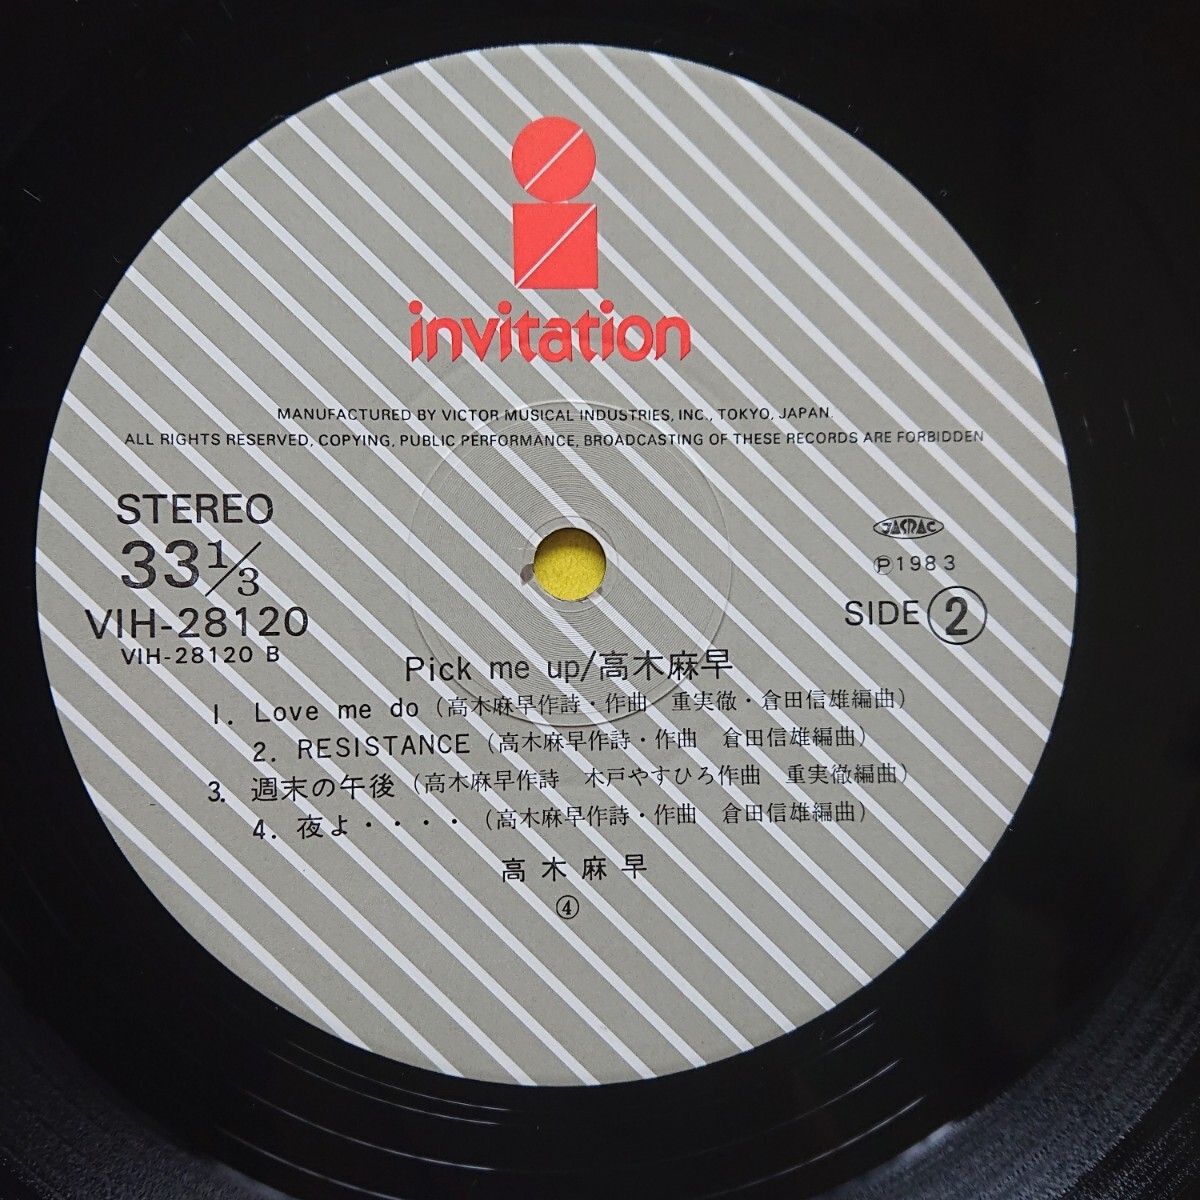 invitation
MANUFACTURED BY VICTOR MUSICAL INDUSTRIES, INC., TOKYO, JAPAN.
ALL RIGHTS RESERVED, COPYING, PUBLIC PERFORMANCE, BROADCASTING OF THESE RECORDS ARE FORBIDDEN
STEREO
33 1/3
VIH-28120
VIH-28120 B
JASRAC
Ⓟ1983
SIDE ②
Pick me up/高木麻早
1. Love me do (高木麻早作詩・作曲 重実徹・倉田信雄編曲)
2. RESISTANCE (高木麻早作詩・作曲 倉田信雄編曲)
3. 週末の午後 (高木麻早作詩 木戸やすひろ作曲 重実徹編曲)
4. 夜よ・・・・ (高木麻早作詩・作曲 倉田信雄編曲)
高木麻早
④